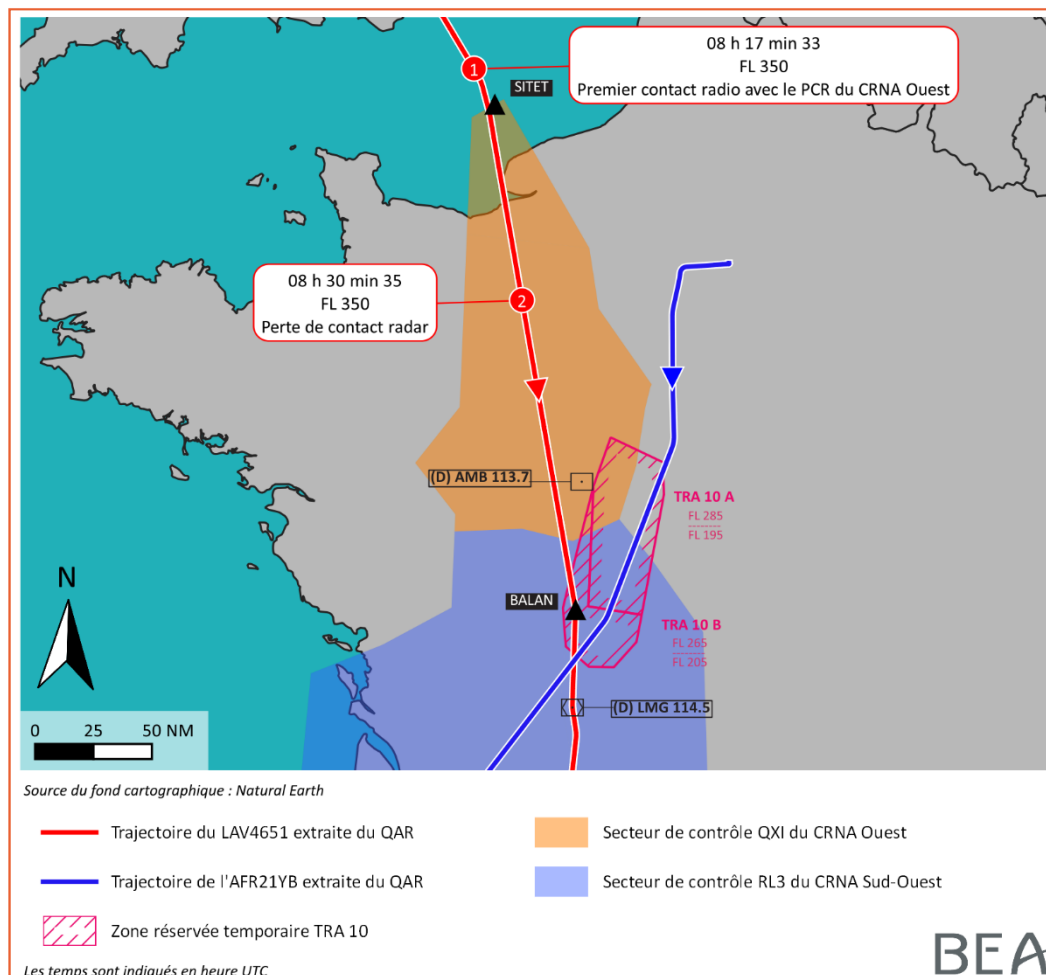 08 h 17 min 33
FL 350
Premier contact radio avec le PCR du CRNA Ouest
1
SITET
08 h 30 min 35
FL 350
Perte de contact radar
2
(D) AMB 113.7
TRA 10 A
FL 285
FL 195
N
BALAN
TRA 10 B
FL 265
FL 205
(D) LMG 114.5
0 25 50 NM
Source du fond cartographique : Natural Earth
Trajectoire du LAV4651 extraite du QAR
Secteur de contrôle QXI du CRNA Ouest
Trajectoire de l'AFR21YB extraite du QAR
Secteur de contrôle RL3 du CRNA Sud-Ouest
Zone réservée temporaire TRA 10
Les temps sont indiqués en heure UTC
BEA